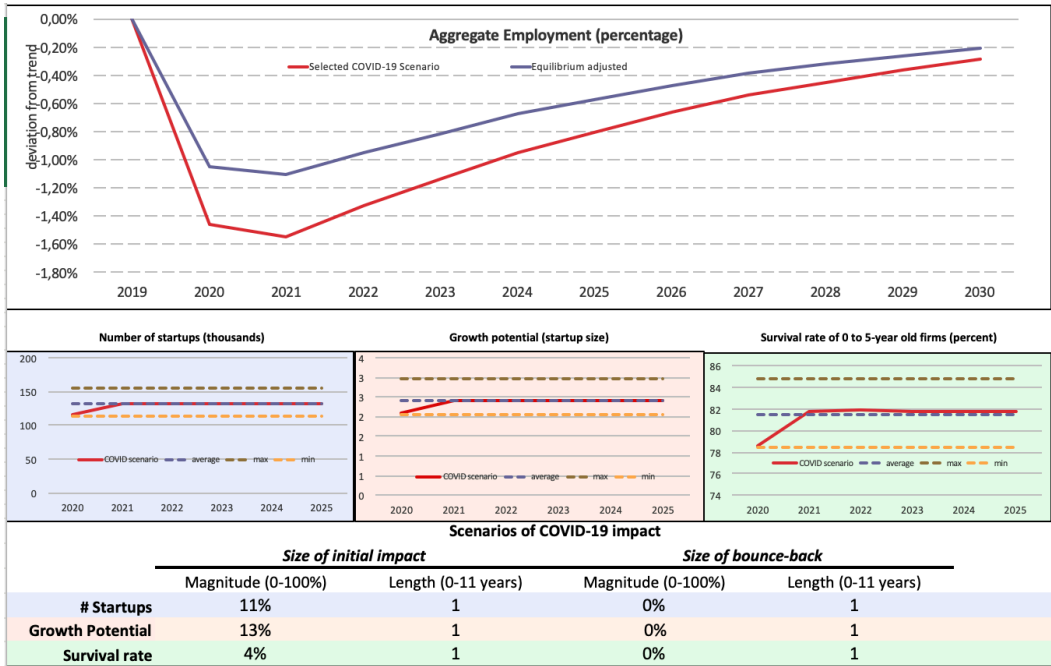 Aggregate Employment (percentage)
Selected COVID-19 Scenario Equilibrium adjusted
deviation from trend
0,00%
-0,20%
-0,40%
-0,60%
-0,80%
-1,00%
-1,20%
-1,40%
-1,60%
-1,80%
2019 2020 2021 2022 2023 2024 2025 2026 2027 2028 2029 2030
Number of startups (thousands)
200
150
100
50
0
COVID scenario average max min
2020 2021 2022 2023 2024 2025
Growth potential (startup size)
4
3
3
2
2
1
1
0
COVID scenario average max min
2020 2021 2022 2023 2024 2025
Survival rate of 0 to 5-year old firms (percent)
86
84
82
80
78
76
74
COVID scenario average max min
2020 2021 2022 2023 2024 2025
Scenarios of COVID-19 impact
Size of initial impact Size of bounce-back
Magnitude (0-100%) Length (0-11 years) Magnitude (0-100%) Length (0-11 years)
# Startups 11% 1 0% 1
Growth Potential 13% 1 0% 1
Survival rate 4% 1 0% 1